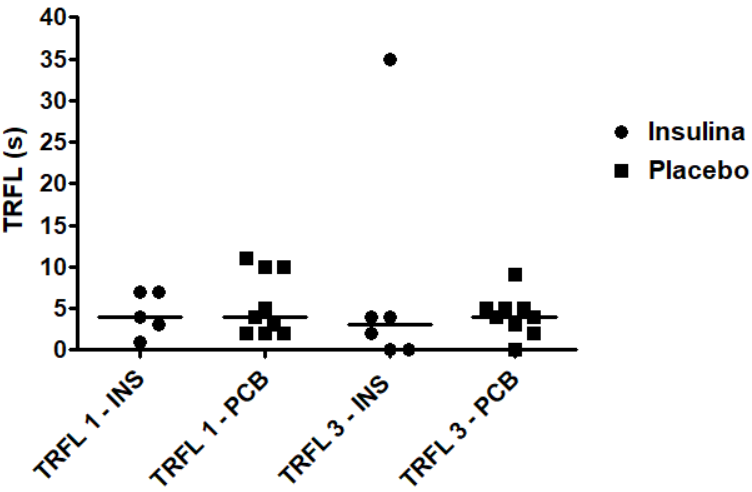 TRFL (s)
40
35
30
25
20
15
10
5
0
TRFL 1 - INS
TRFL 1 - PCB
TRFL 3 - INS
TRFL 3 - PCB
Insulina
Placebo